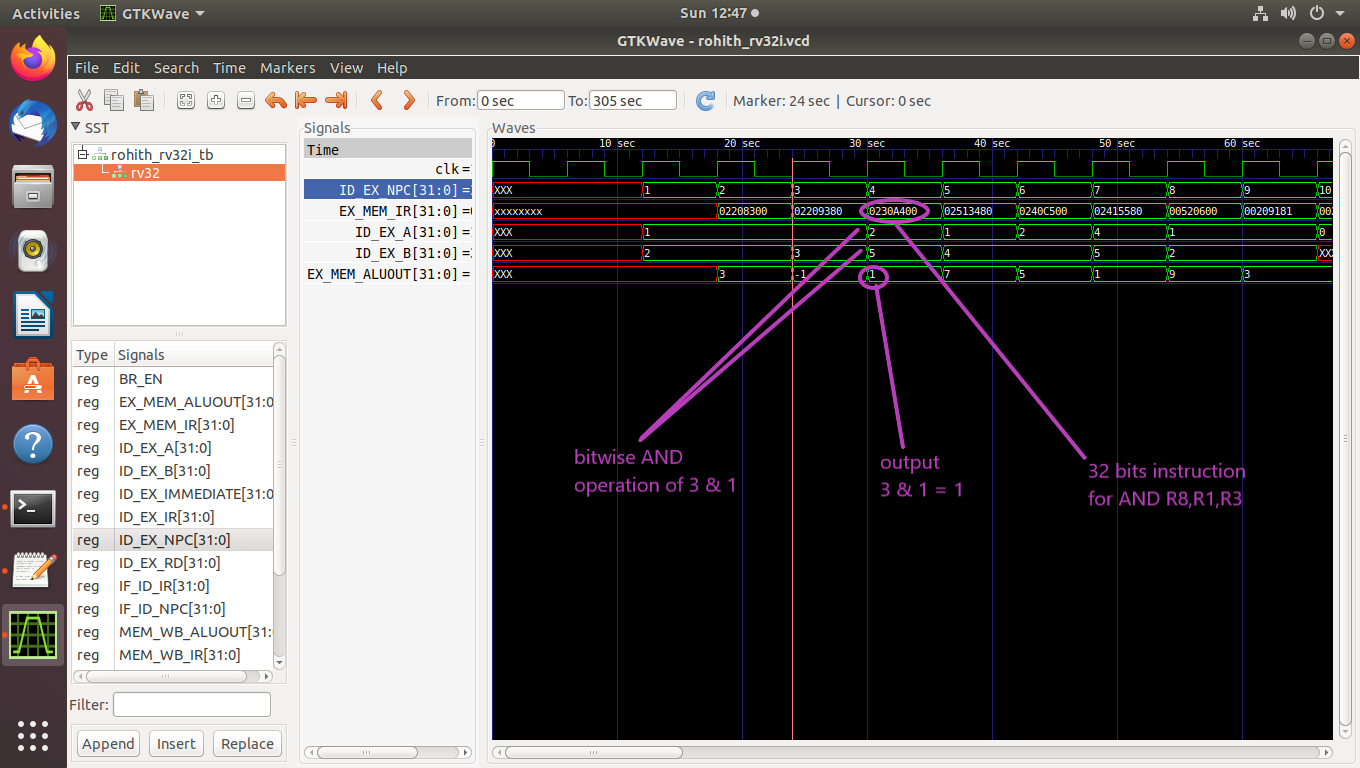 Activities GTKWave Sun 12:47
GTKWave - rohith_rv32i.vcd
File Edit Search Time Markers View Help
From: 0 sec To: 305 sec Marker: 24 sec | Cursor: 0 sec
SST
rohith_rv32i_tb
rv32
Type Signals
reg BR_EN
reg EX_MEM_ALUOUT[31:0
reg EX_MEM_IR[31:0]
reg ID_EX_A[31:0]
reg ID_EX_B[31:0]
reg ID_EX_IMMEDIATE[31:0]
reg ID_EX_IR[31:0]
reg ID_EX_NPC[31:0]
reg ID_EX_RD[31:0]
reg IF_ID_IR[31:0]
reg IF_ID_NPC[31:0]
reg MEM_WB_ALUOUT[31:
reg MEM_WB_IR[31:0]
Filter:
Append Insert Replace
Signals
Time
clk =
ID_EX_NPC[31:0] =
EX_MEM_IR[31:0] =
ID_EX_A[31:0] =
ID_EX_B[31:0] =
EX_MEM_ALUOUT[31:0] =
Waves
0 10 sec 20 sec 30 sec 40 sec 50 sec 60 sec
XXX 1 2 3 4 5 6 7 8 9 10
xxxxxxxx 02208300 02209380 0230A400 02513480 0240C500 02415580 00520600 00209181 00
XXX 1 2 1 2 4 1 0
XXX 2 3 5 4 5 2 XX
XXX 3 -1 1 7 5 1 9 3
bitwise AND
operation of 3 & 1
output
3 & 1 = 1
32 bits instruction
for AND R8,R1,R3